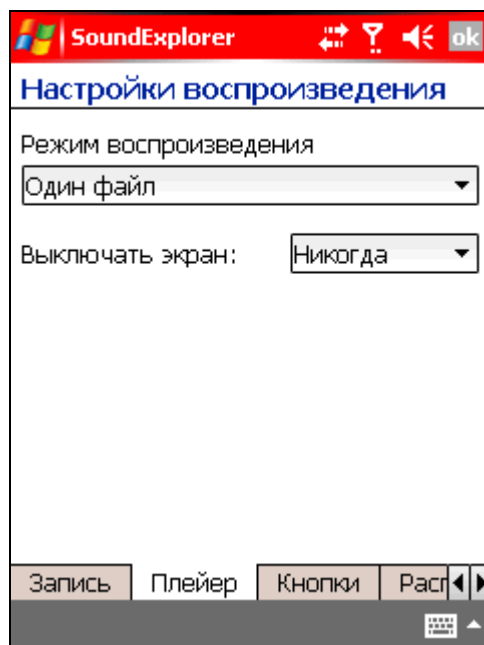 SoundExplorer ok
Настройки воспроизведения
Режим воспроизведения
Один файл
Выключать экран: Никогда
Запись Плейер Кнопки